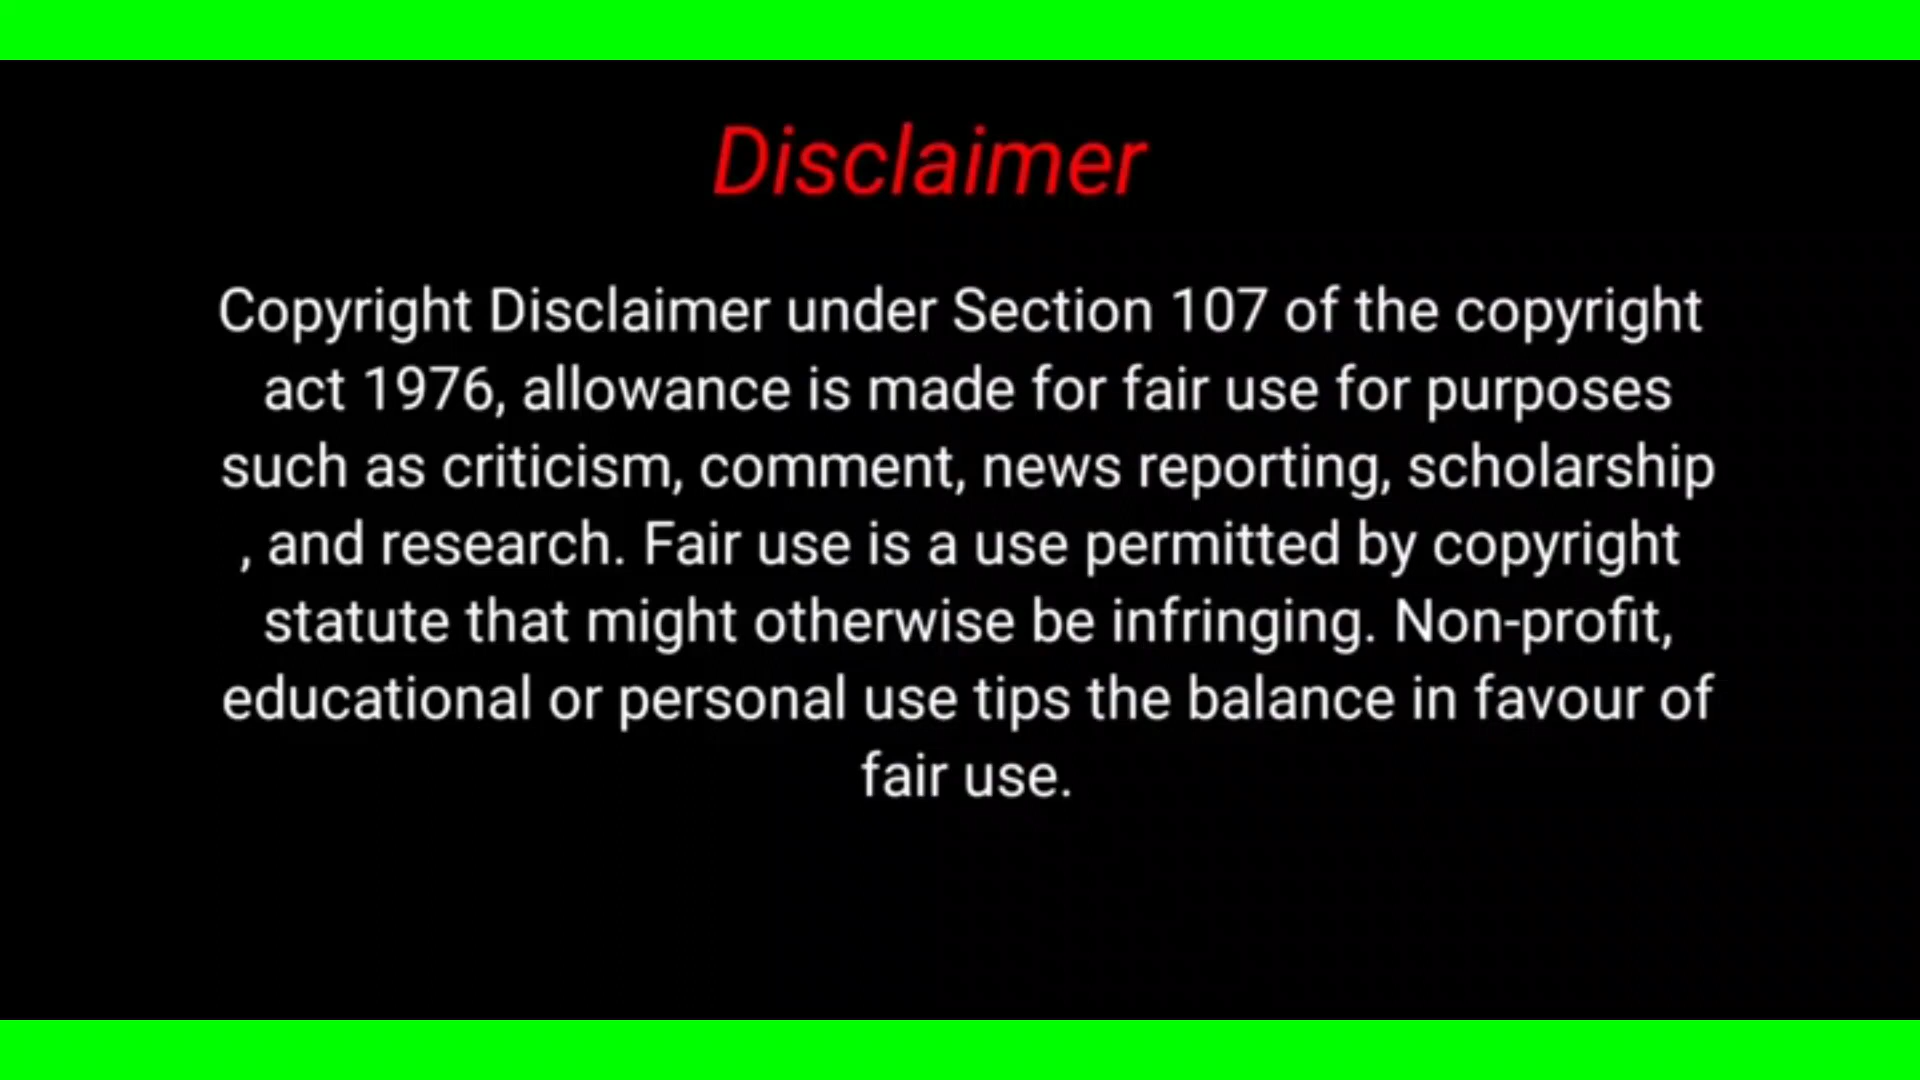 Disclaimer
Copyright Disclaimer under Section 107 of the copyright
act 1976, allowance is made for fair use for purposes
such as criticism, comment, news reporting, scholarship
, and research. Fair use is a use permitted by copyright
statute that might otherwise be infringing. Non-profit,
educational or personal use tips the balance in favour of
fair use.